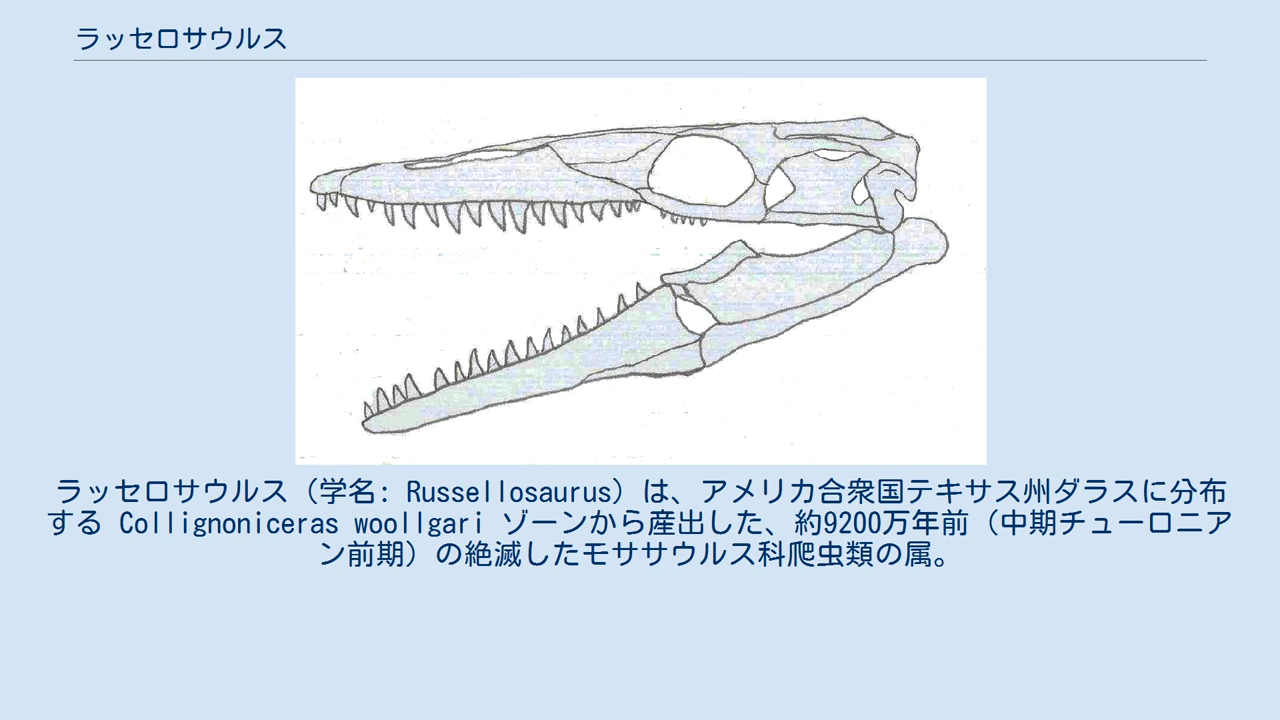 ラッセロサウルス
ラッセロサウルス（学名: Russellosaurus）は、アメリカ合衆国テキサス州ダラスに分布
する Collignoniceras woollgari ゾーンから産出した、約9200万年前（中期チューロニア
ン前期）の絶滅したモササウルス科爬虫類の属。